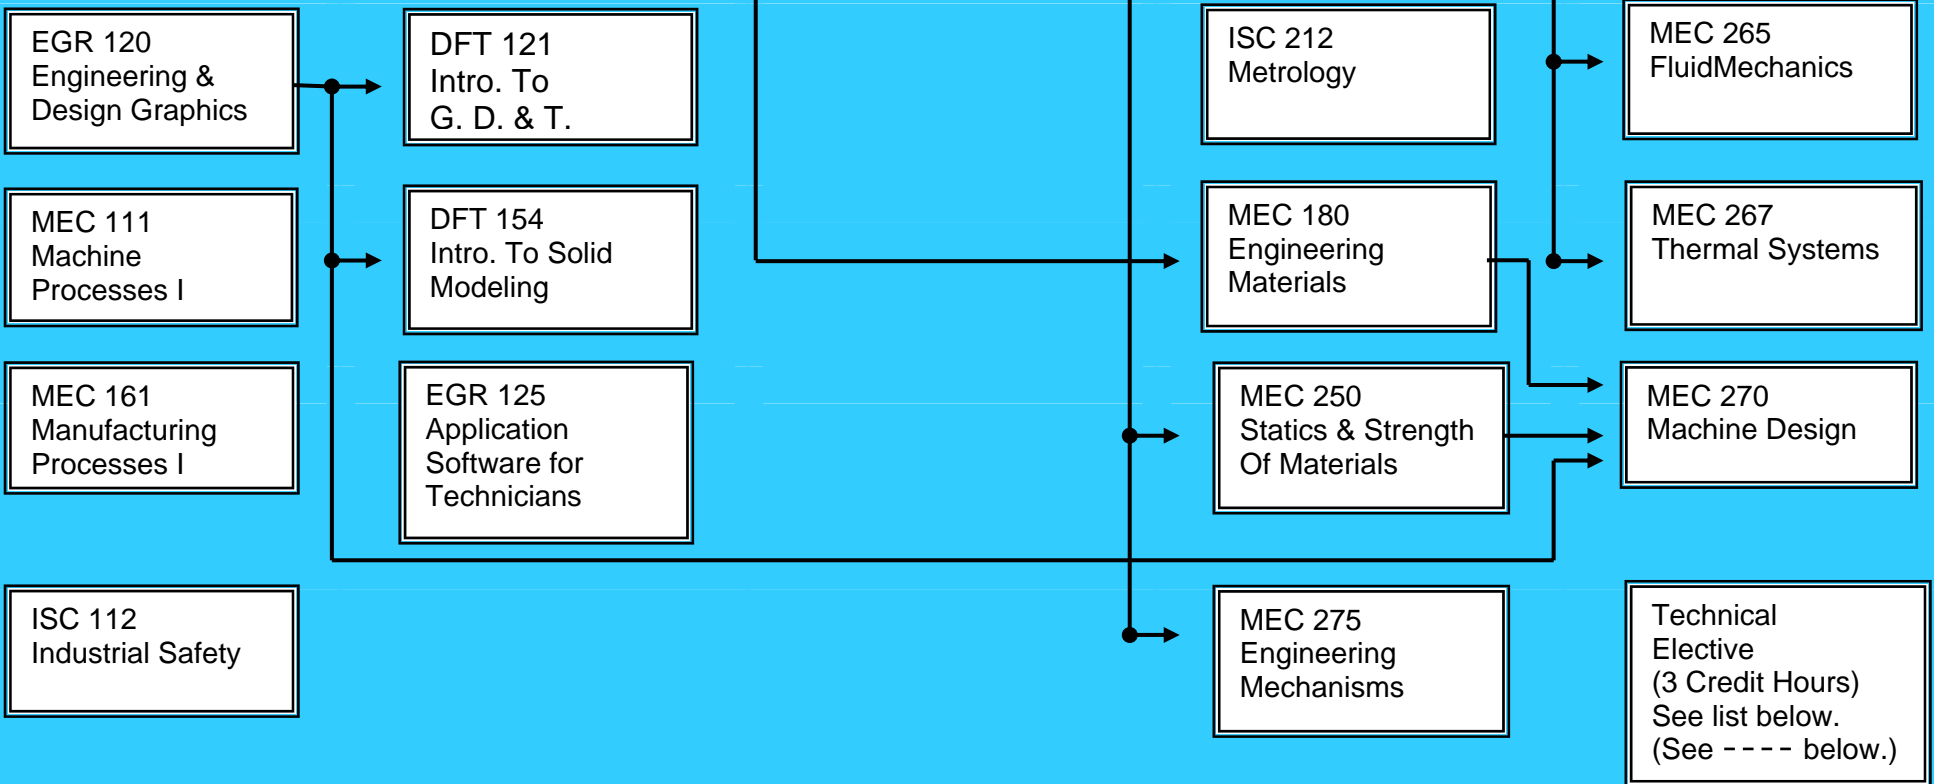 EGR 120
Engineering &
Design Graphics
DFT 121
Intro. To
G. D. & T.
ISC 212
Metrology
MEC 265
FluidMechanics
MEC 111
Machine
Processes I
DFT 154
Intro. To Solid
Modeling
MEC 180
Engineering
Materials
MEC 267
Thermal Systems
MEC 161
Manufacturing
Processes I
EGR 125
Application
Software for
Technicians
MEC 250
Statics & Strength
Of Materials
MEC 270
Machine Design
ISC 112
Industrial Safety
MEC 275
Engineering
Mechanisms
Technical
Elective
(3 Credit Hours)
See list below.
(See ---- below.)